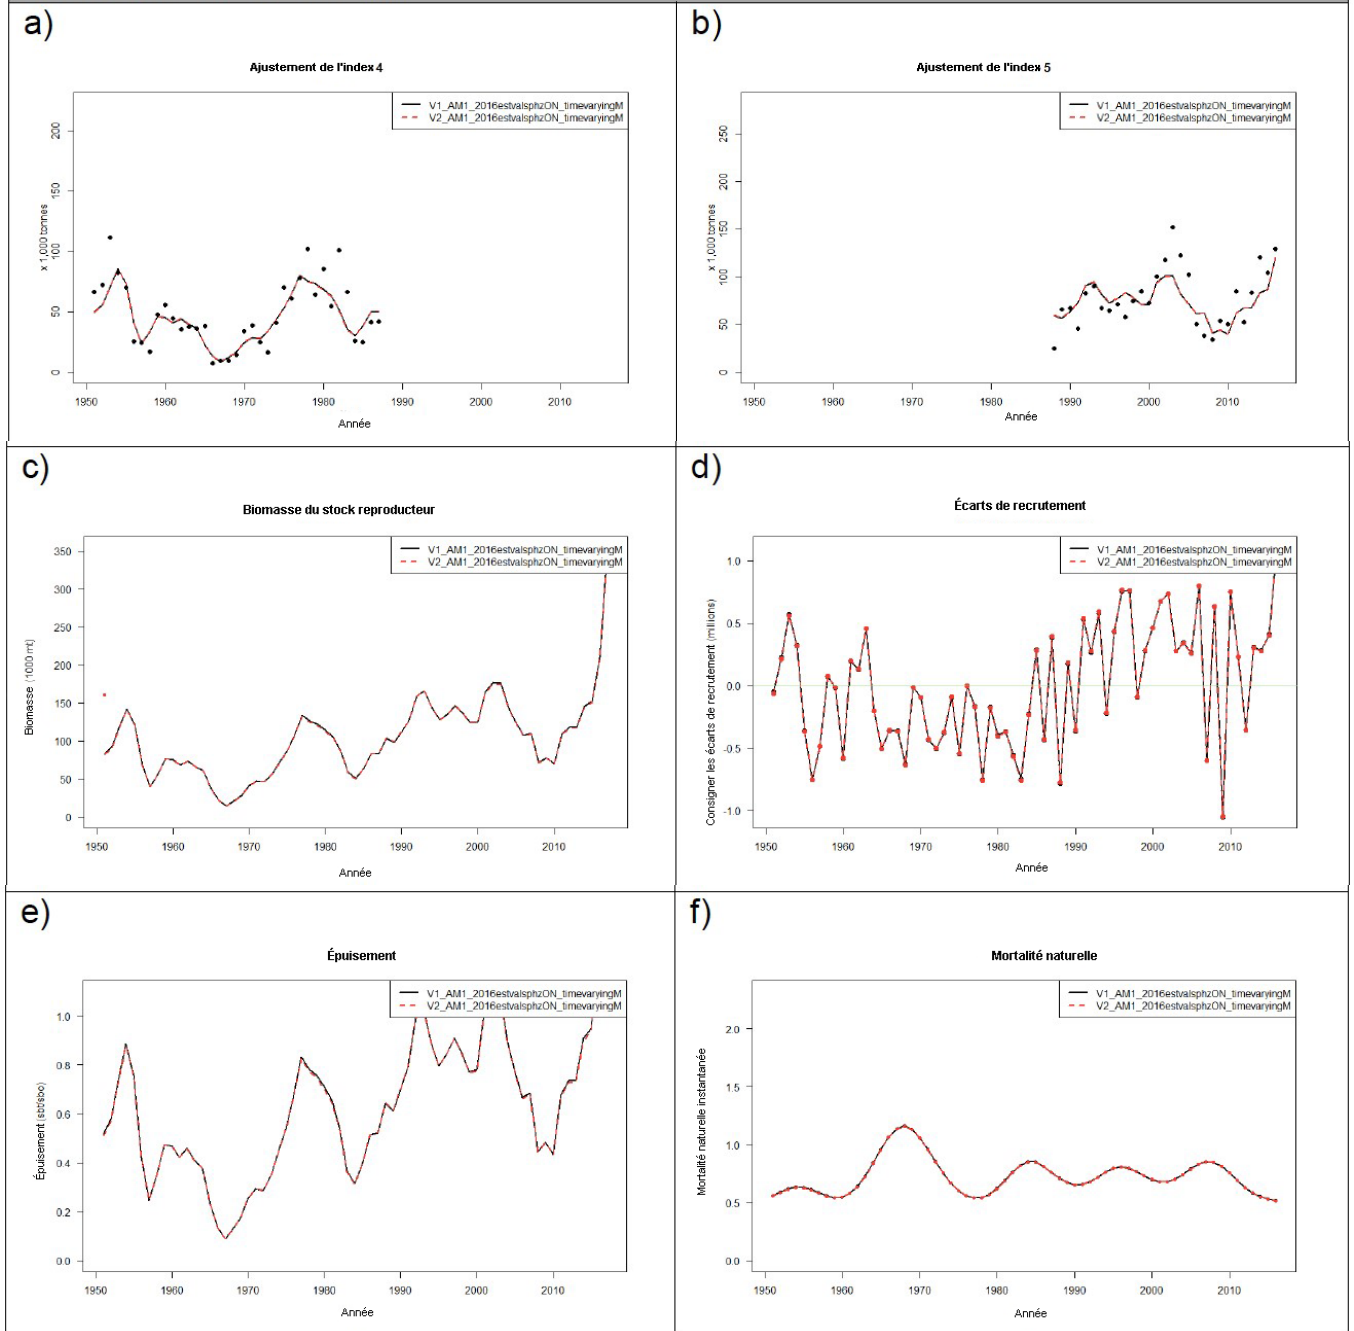 a)
Ajustement de l'index 4
V1_AM1_2016estvalsphzON_timevaryingM
V2_AM1_2016estvalsphzON_timevaryingM
x 1,000 tonnes
200
150
100
50
0
1950 1960 1970 1980 1990 2000 2010
Année
b)
Ajustement de l'index 5
V1_AM1_2016estvalsphzON_timevaryingM
V2_AM1_2016estvalsphzON_timevaryingM
x 1,000 tonnes
250
200
150
100
50
0
1950 1960 1970 1980 1990 2000 2010
Année
c)
Biomasse du stock reproducteur
V1_AM1_2016estvalsphzON_timevaryingM
V2_AM1_2016estvalsphzON_timevaryingM
Biomasse (1000 mt)
350
300
250
200
150
100
50
0
1950 1960 1970 1980 1990 2000 2010
Année
d)
Écarts de recrutement
V1_AM1_2016estvalsphzON_timevaryingM
V2_AM1_2016estvalsphzON_timevaryingM
Consigner les écarts de recrutement (millions)
1.0
0.5
0.0
-0.5
-1.0
1950 1960 1970 1980 1990 2000 2010
Année
e)
Épuisement
V1_AM1_2016estvalsphzON_timevaryingM
V2_AM1_2016estvalsphzON_timevaryingM
Épuisement (sbt/sbo)
1.0
0.8
0.6
0.4
0.2
0.0
1950 1960 1970 1980 1990 2000 2010
Année
f)
Mortalité naturelle
V1_AM1_2016estvalsphzON_timevaryingM
V2_AM1_2016estvalsphzON_timevaryingM
Mortalité naturelle instantanée
2.0
1.5
1.0
0.5
0.0
1950 1960 1970 1980 1990 2000 2010
Année